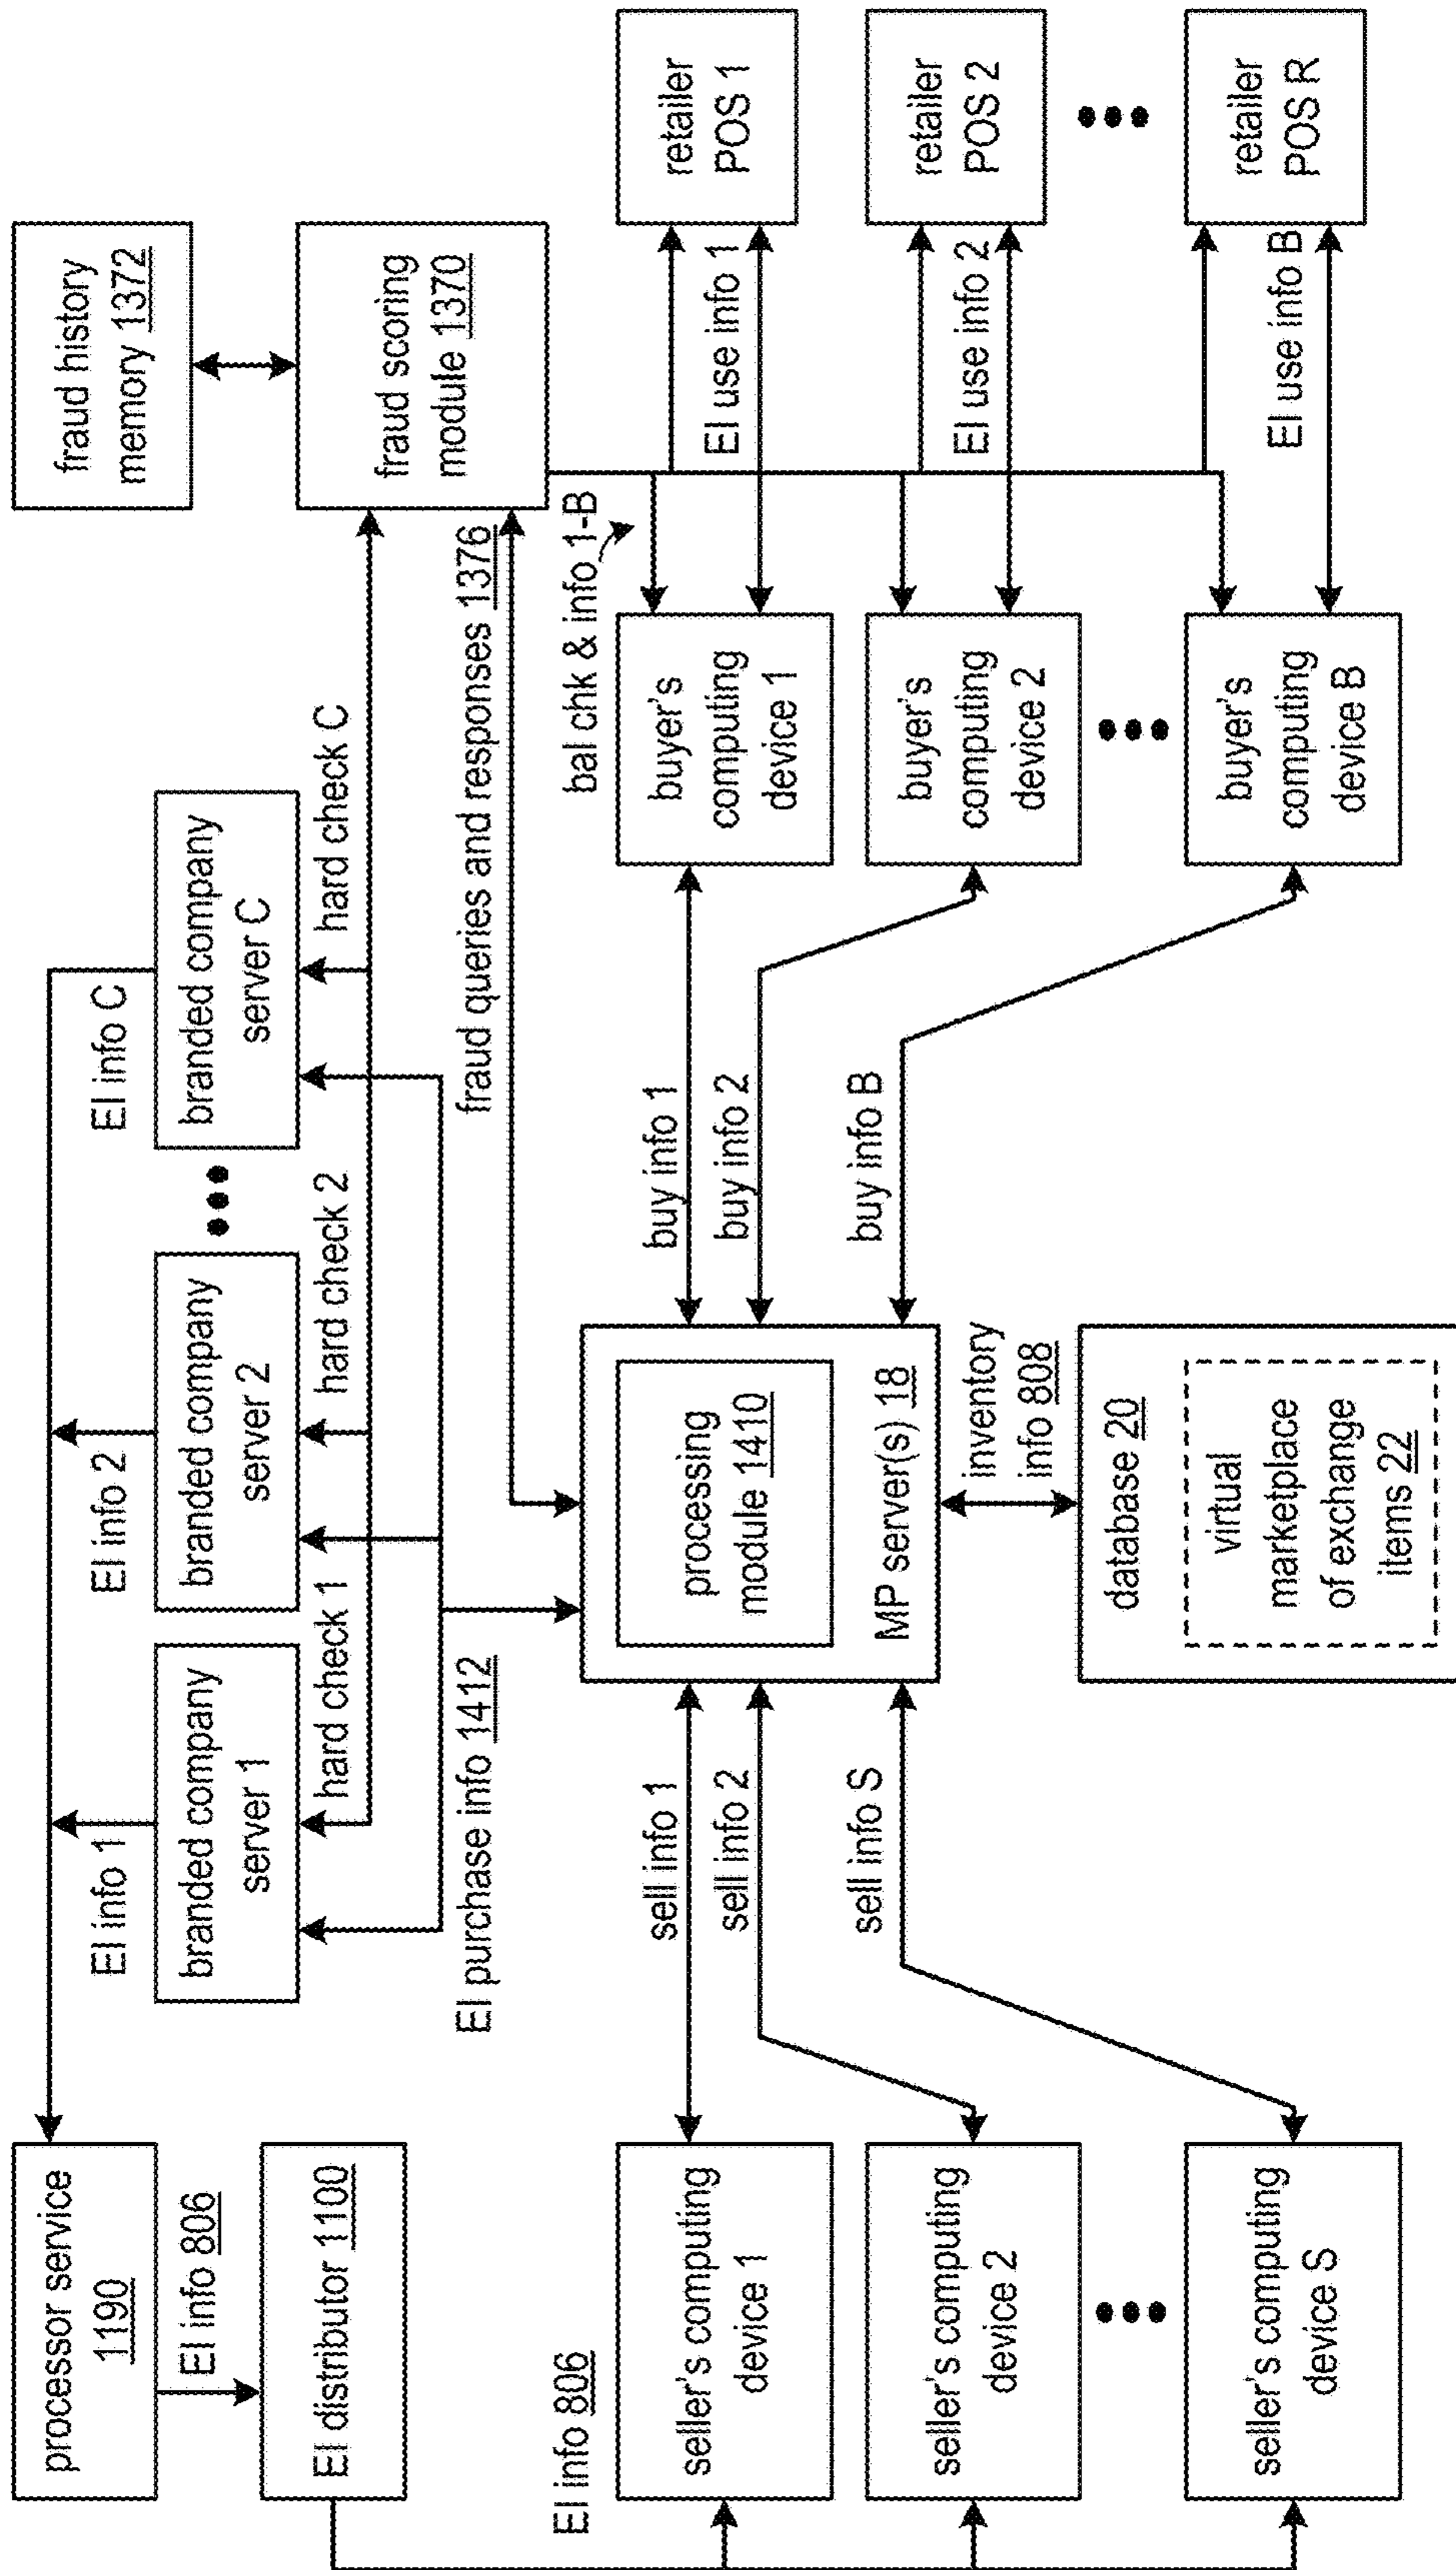 processor service
1190
EI info 806
EI distributor 1100
EI info 1
EI info 2
EI info C
branded company
server 1
branded company
server 2
branded company
server C
hard check 1
hard check 2
hard check C
fraud history
memory 1372
fraud scoring
module 1370
EI purchase info 1412
fraud queries and responses 1376
bal chk & info 1-B
EI info 806
seller's computing
device 1
seller's computing
device 2
seller's computing
device S
sell info 1
sell info 2
sell info S
processing
module 1410
MP server(s) 18
inventory
info 808
database 20
virtual
marketplace
of exchange
items 22
buy info 1
buy info 2
buy info B
buyer's
computing
device 1
buyer's
computing
device 2
buyer's
computing
device B
EI use info 1
EI use info 2
EI use info B
retailer
POS 1
retailer
POS 2
retailer
POS R